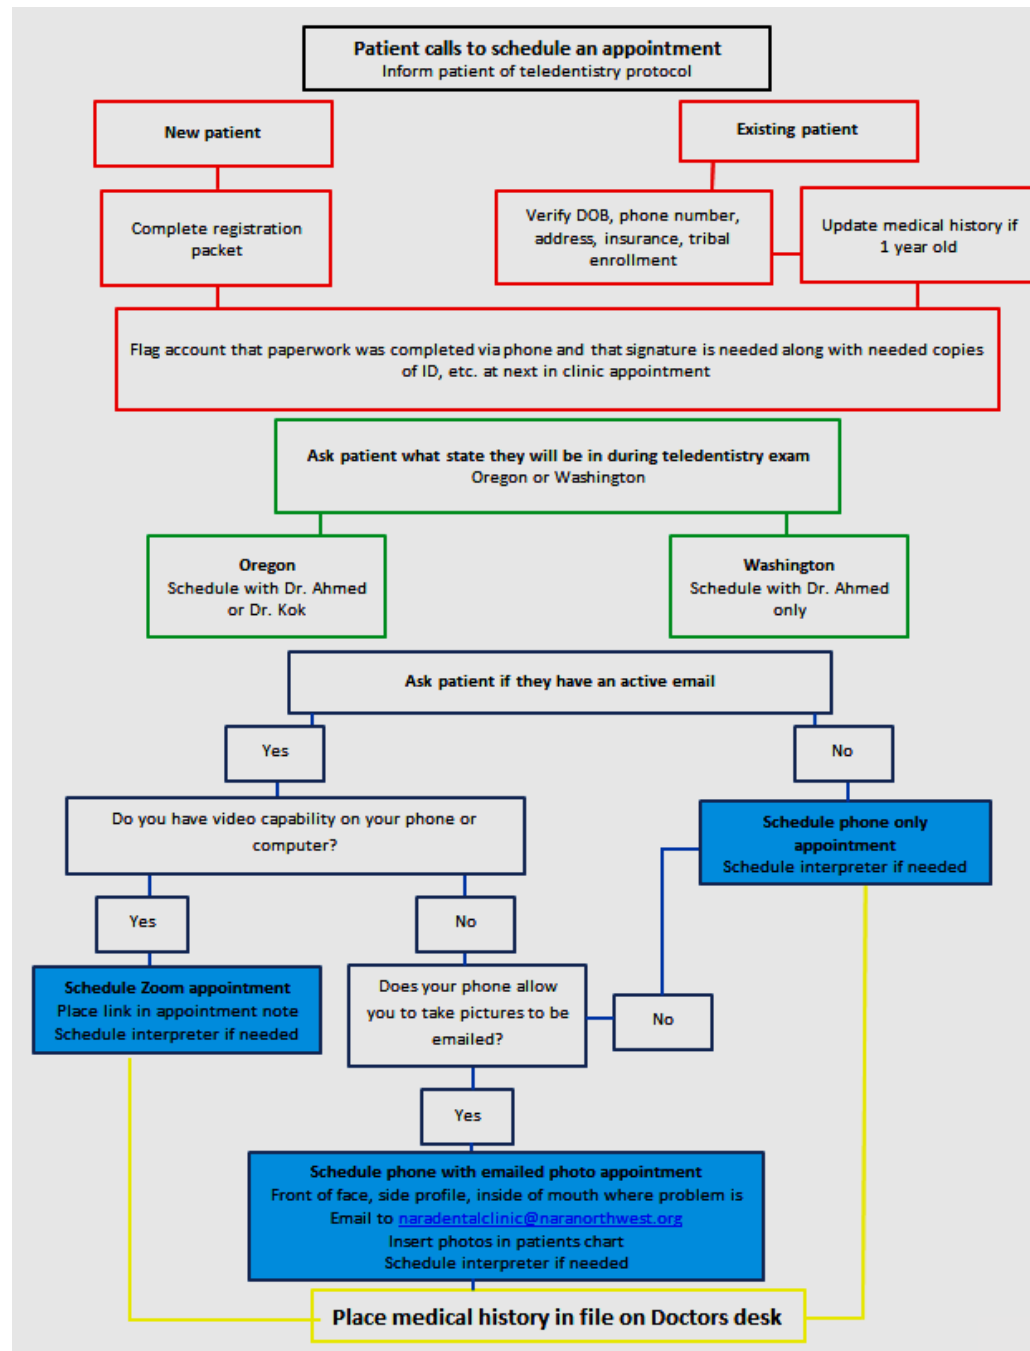 Patient calls to schedule an appointment
Inform patient of teledentistry protocol
New patient
Existing patient
Complete registration
packet
Verify DOB, phone number,
address, insurance, tribal
enrollment
Update medical history if
1 year old
Flag account that paperwork was completed via phone and that signature is needed along with needed copies
of ID, etc. at next in clinic appointment
Ask patient what state they will be in during teledentistry exam
Oregon or Washington
Oregon
Schedule with Dr. Ahmed
or Dr. Kok
Washington
Schedule with Dr. Ahmed
only
Ask patient if they have an active email
Yes
No
Do you have video capability on your phone or
computer?
Schedule phone only
appointment
Schedule interpreter if needed
Yes
No
Schedule Zoom appointment
Place link in appointment note
Schedule interpreter if needed
Does your phone allow
you to take pictures to be
emailed?
No
Yes
Schedule phone with emailed photo appointment
Front of face, side profile, inside of mouth where problem is
Email to naradentalclinic@naranorthwest.org
Insert photos in patients chart
Schedule interpreter if needed
Place medical history in file on Doctors desk